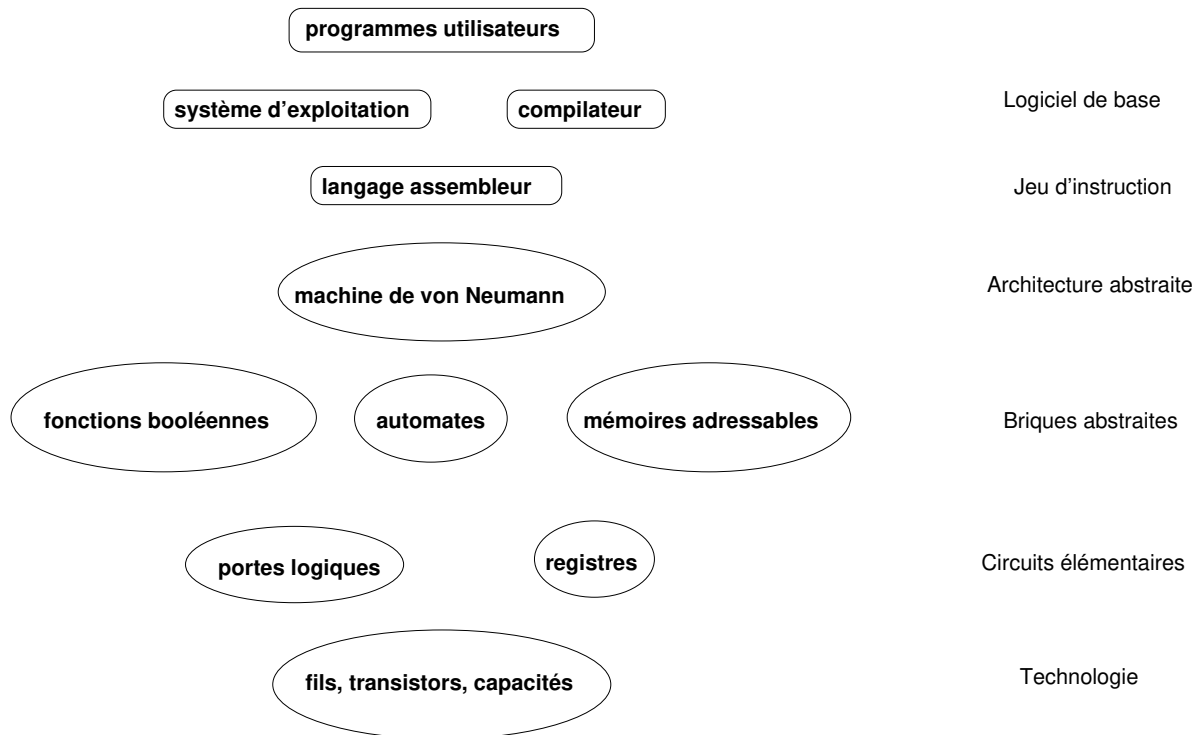 programmes utilisateurs
système d'exploitation compilateur Logiciel de base
langage assembleur Jeu d'instruction
machine de von Neumann Architecture abstraite
fonctions booléennes automates mémoires adressables Briques abstraites
portes logiques registres Circuits élémentaires
fils, transistors, capacités Technologie